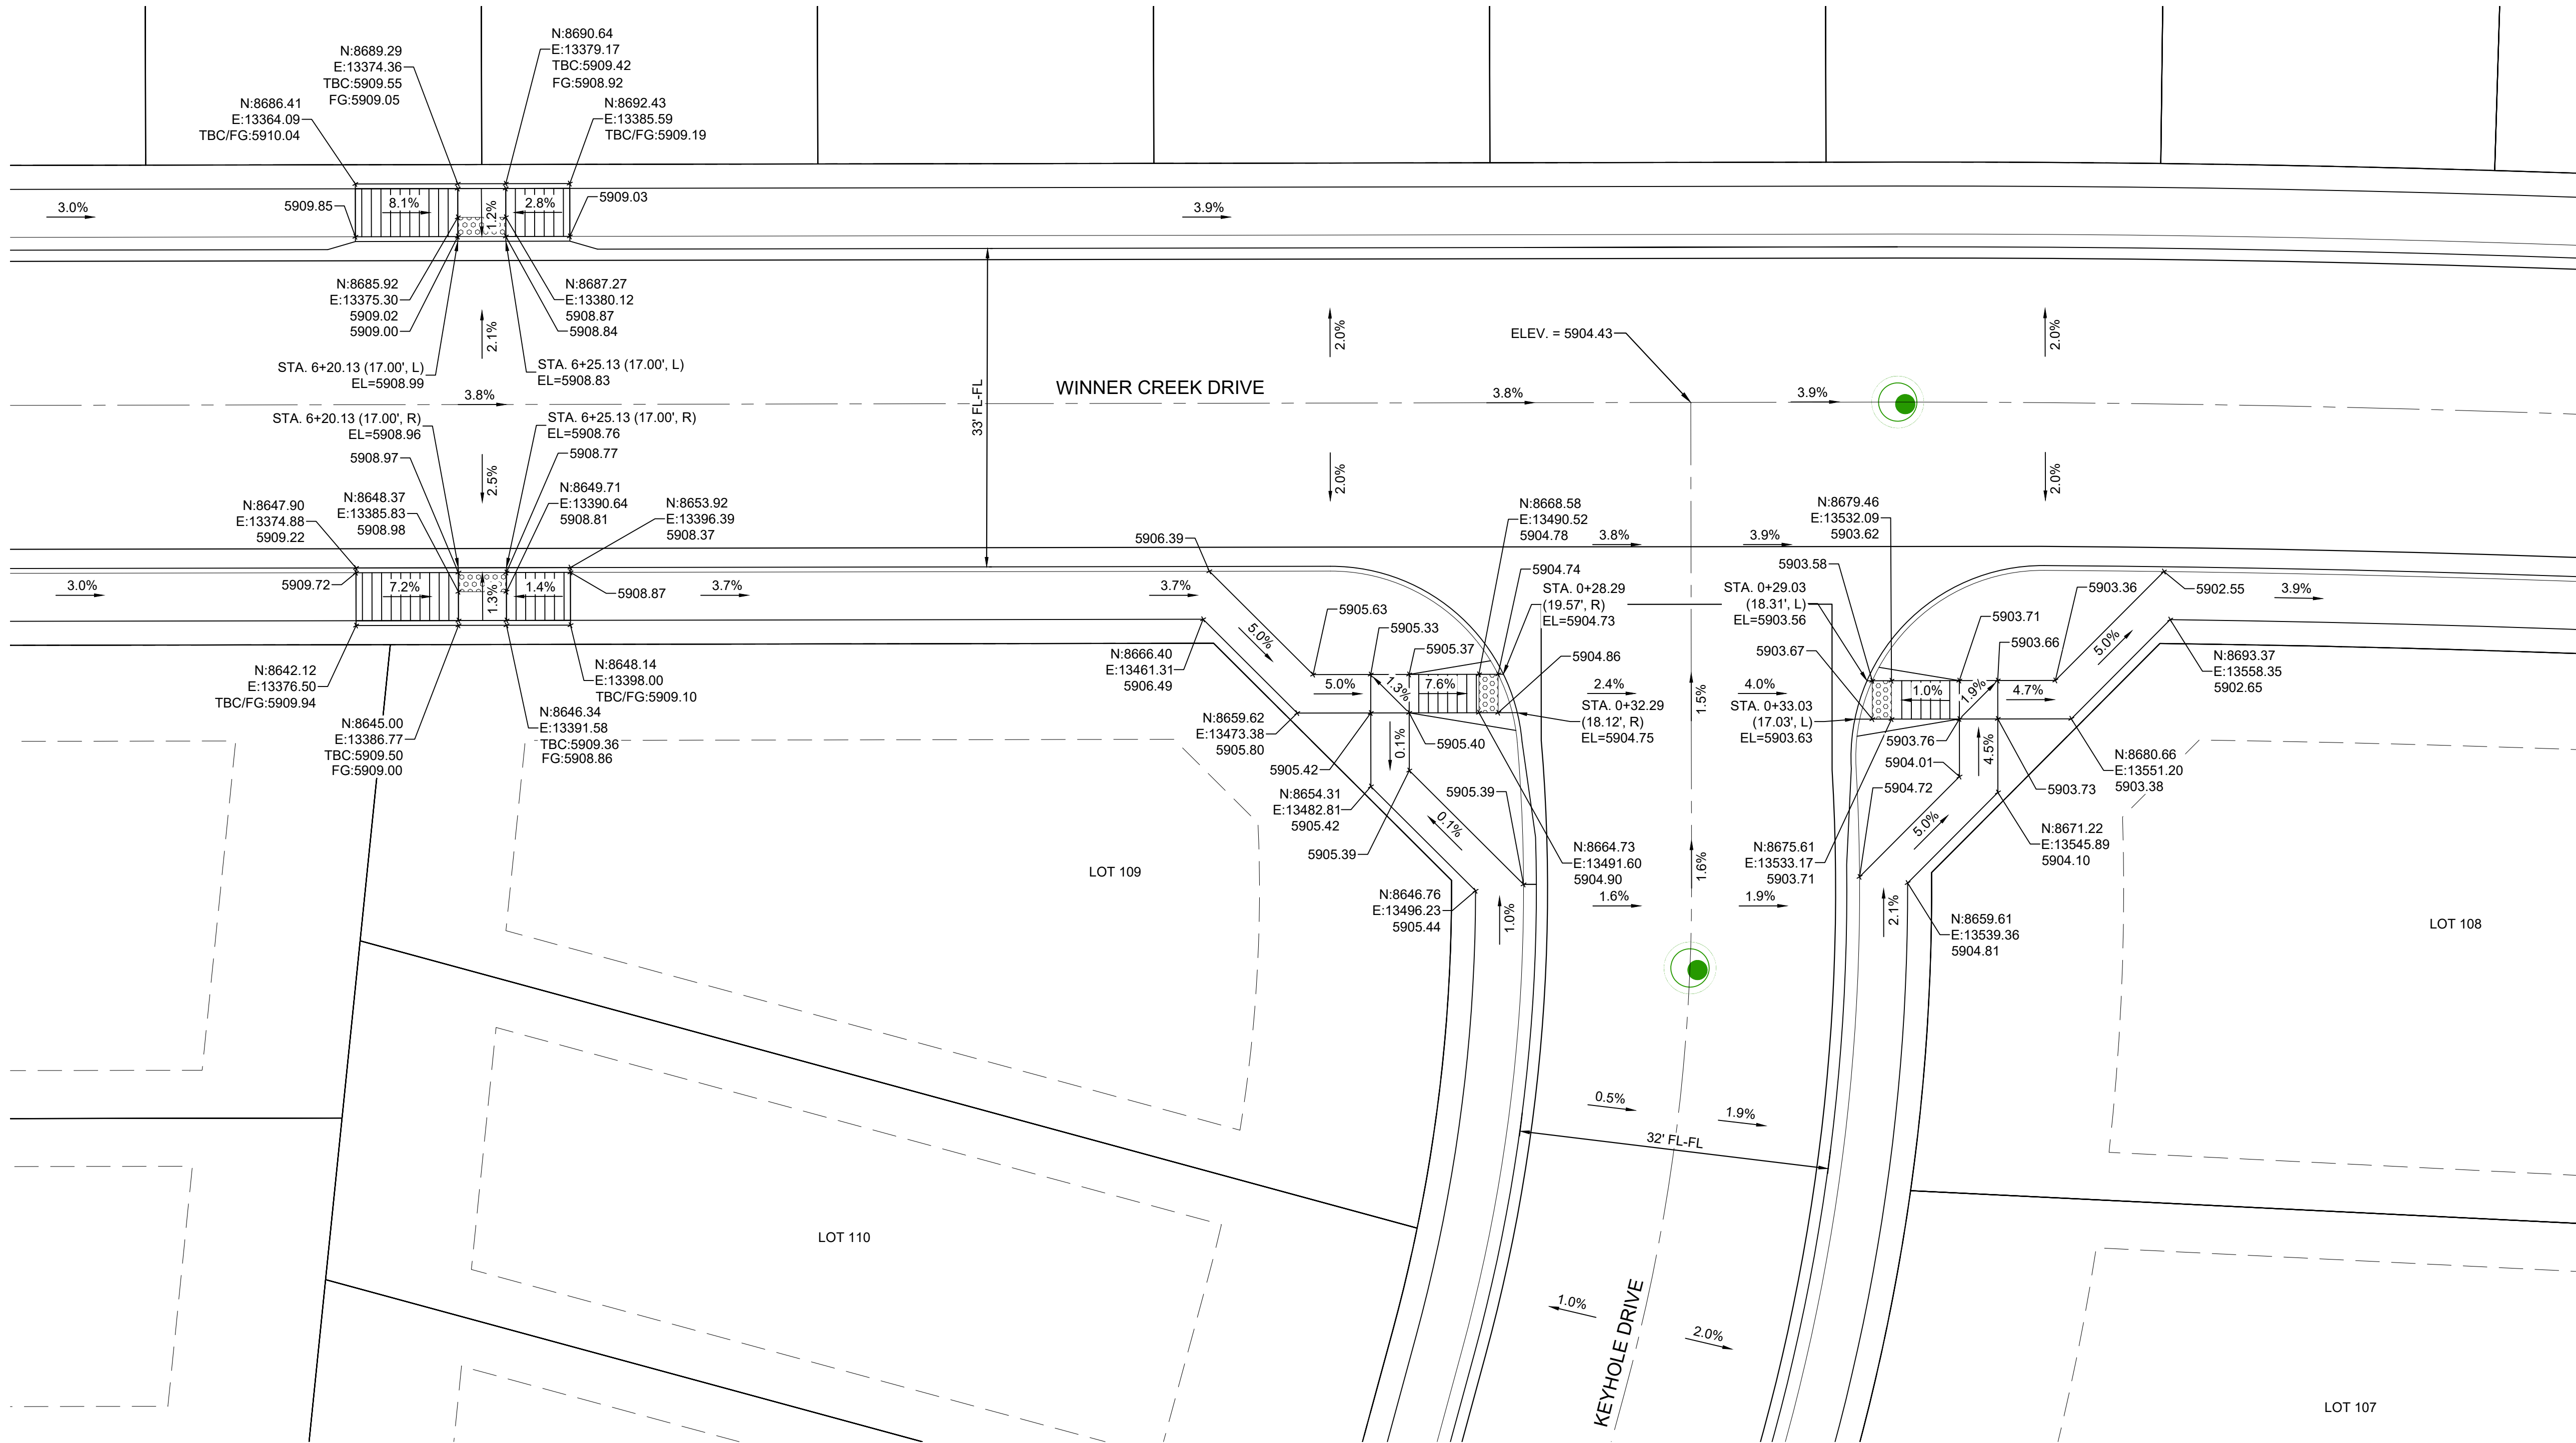 N:8690.64
E:13379.17
TBC:5909.42
FG:5908.92
N:8689.29
E:13374.36
TBC:5909.55
FG:5909.05
N:8686.41
E:13364.09
TBC/FG:5910.04
N:8692.43
E:13385.59
TBC/FG:5909.19
3.0%
5909.85
8.1%
1.2%
2.8%
5909.03
3.9%
N:8685.92
E:13375.30
5909.02
5909.00
N:8687.27
E:13380.12
5908.87
5908.84
2.1%
2.0%
2.0%
ELEV. = 5904.43
STA. 6+20.13 (17.00', L)
EL=5908.99
STA. 6+25.13 (17.00', L)
EL=5908.83
3.8%
33' FL-FL
WINNER CREEK DRIVE
3.8%
3.9%
STA. 6+20.13 (17.00', R)
EL=5908.96
STA. 6+25.13 (17.00', R)
EL=5908.76
5908.97
5908.77
2.5%
2.0%
2.0%
N:8647.90
E:13374.88
5909.22
N:8648.37
E:13385.83
5908.98
N:8649.71
E:13390.64
5908.81
N:8653.92
E:13396.39
5908.37
5906.39
N:8668.58
E:13490.52
5904.78
3.8%
3.9%
N:8679.46
E:13532.09
5903.62
3.0%
5909.72
7.2%
1.3%
1.4%
5908.87
3.7%
3.7%
5904.74
STA. 0+28.29
(19.57', R)
EL=5904.73
5903.58
STA. 0+29.03
(18.31', L)
EL=5903.56
5903.36
5902.55
3.9%
5905.63
5905.33
5905.37
5904.86
5903.71
5903.66
5903.67
5.0%
5.0%
N:8642.12
E:13376.50
TBC/FG:5909.94
N:8648.14
E:13398.00
TBC/FG:5909.10
N:8666.40
E:13461.31
5906.49
5.0%
1.3%
7.6%
2.4%
1.5%
4.0%
1.0%
1.9%
4.7%
N:8693.37
E:13558.35
5902.65
N:8645.00
E:13386.77
TBC:5909.50
FG:5909.00
N:8646.34
E:13391.58
TBC:5909.36
FG:5908.86
N:8659.62
E:13473.38
5905.80
STA. 0+32.29
(18.12', R)
EL=5904.75
STA. 0+33.03
(17.03', L)
EL=5903.63
5905.42
0.1%
5905.40
5903.76
4.5%
5904.01
N:8680.66
E:13551.20
5903.38
N:8654.31
E:13482.81
5905.42
5905.39
5904.72
5903.73
0.1%
5.0%
5905.39
N:8664.73
E:13491.60
5904.90
1.6%
N:8675.61
E:13533.17
5903.71
N:8671.22
E:13545.89
5904.10
LOT 109
N:8646.76
E:13496.23
5905.44
1.0%
1.6%
1.9%
2.1%
N:8659.61
E:13539.36
5904.81
LOT 108
0.5%
1.9%
32' FL-FL
LOT 110
1.0%
2.0%
KEYHOLE DRIVE
LOT 107